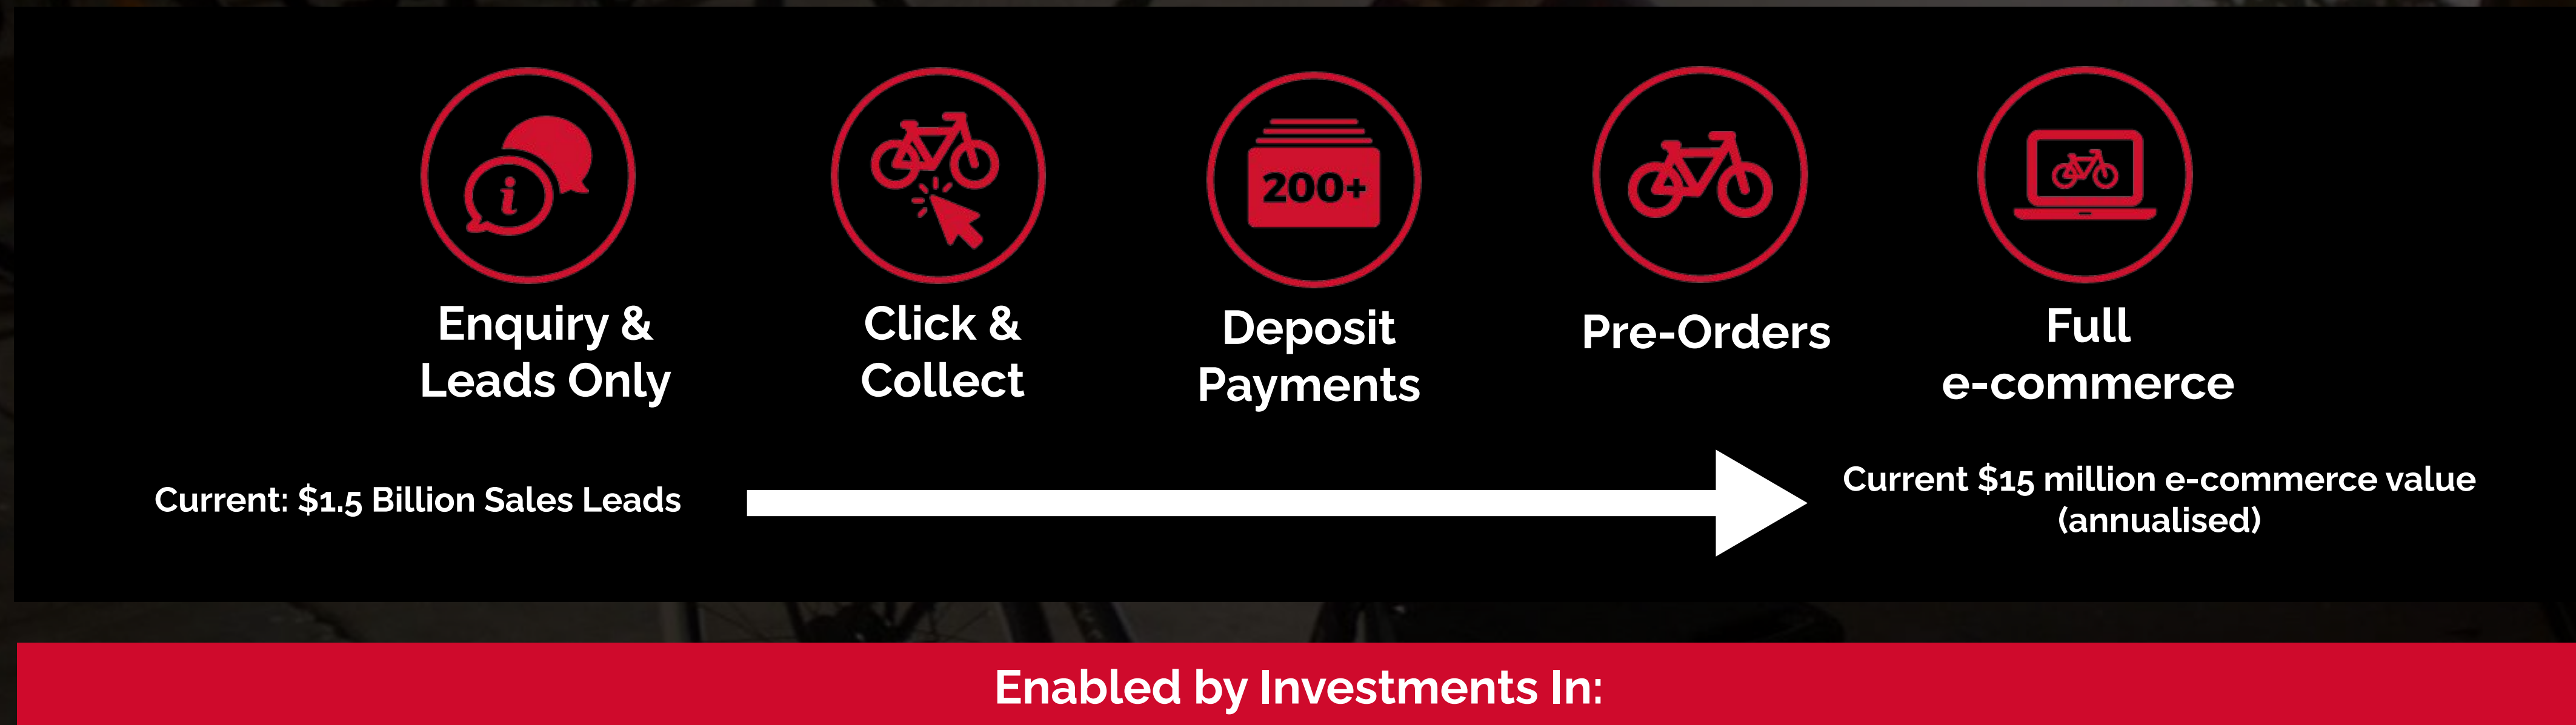 i
200+
Enquiry &
Leads Only
Click &
Collect
Deposit
Payments
Pre-Orders
Full
e-commerce
Current: $1.5 Billion Sales Leads
Current $15 million e-commerce value
(annualised)
Enabled by Investments In: